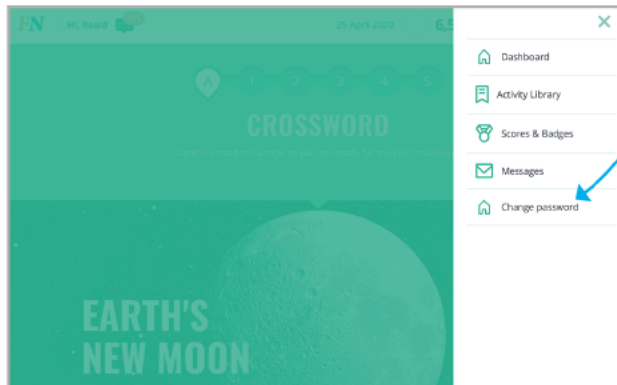 FN Hi, Roald 25 April 2020 6,5
1 2 3 4 5
CROSSWORD
EARTH'S
NEW MOON
Dashboard
Activity Library
Scores & Badges
Messages
Change password